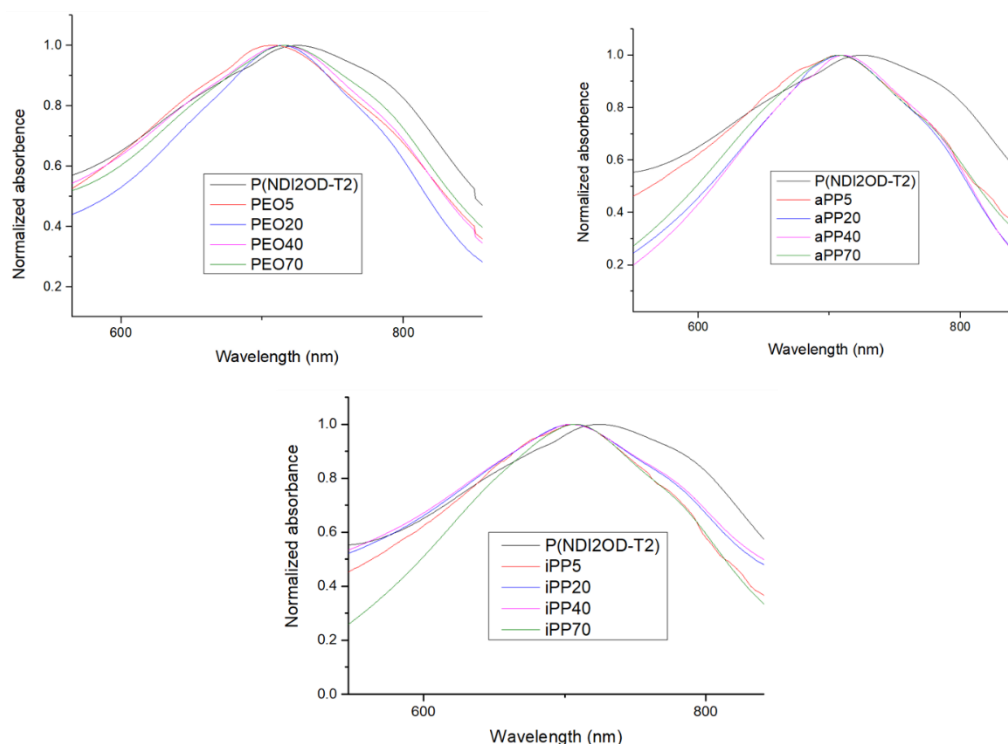 Normalized absorbence
1.0
0.8
0.6
0.4
0.2
P(NDI2OD-T2)
PEO5
PEO20
PEO40
PEO70
600
800
Wavelength (nm)
Normalized absorbance
1.0
0.8
0.6
0.4
0.2
P(NDI2OD-T2)
aPP5
aPP20
aPP40
aPP70
600
800
Wavelength (nm)
Normalized absorbance
1.0
0.8
0.6
0.4
0.2
0.0
P(NDI2OD-T2)
iPP5
iPP20
iPP40
iPP70
600
800
Wavelength (nm)